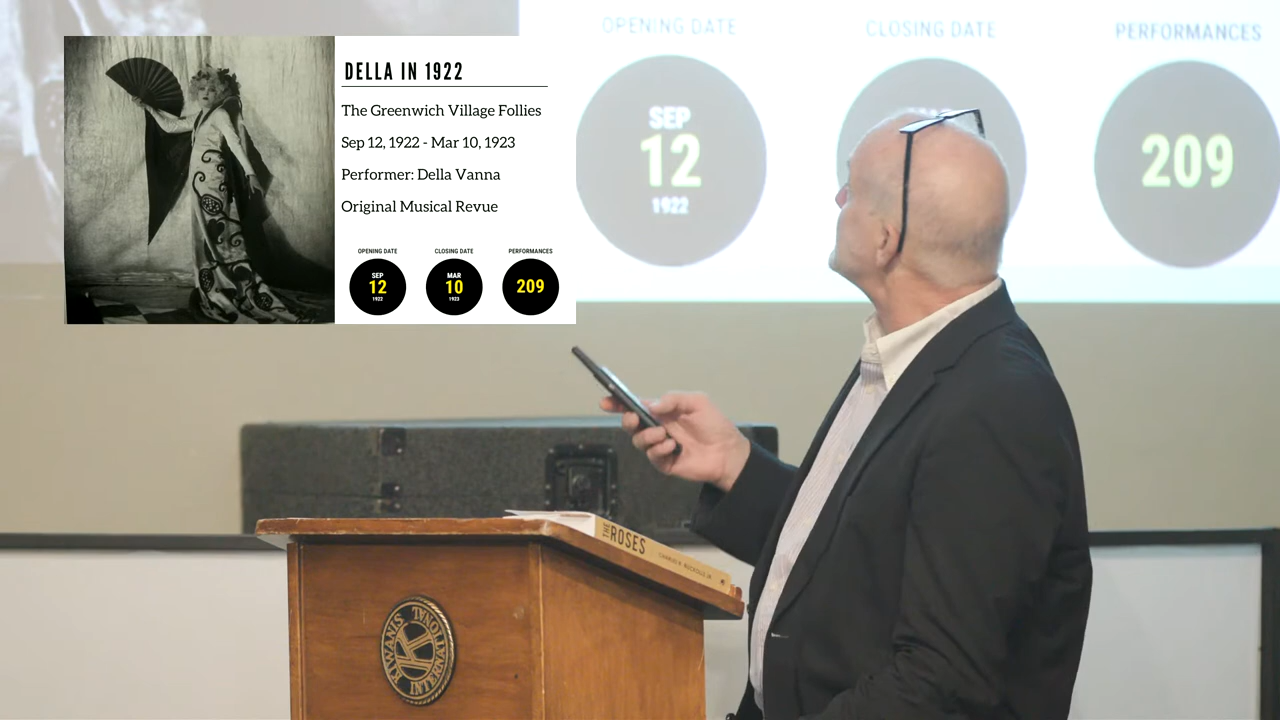 DELLA IN 1922
The Greenwich Village Follies
Sep 12, 1922 - Mar 10, 1923
Performer: Della Vanna
Original Musical Revue
OPENING DATE
CLOSING DATE
PERFORMANCES
SEP
12
1922
MAR
10
1923
209
OPENING DATE
CLOSING DATE
PERFORMANCES
SEP
12
1922
209
THE ROSES
KIWANIS INTERNATIONAL
K